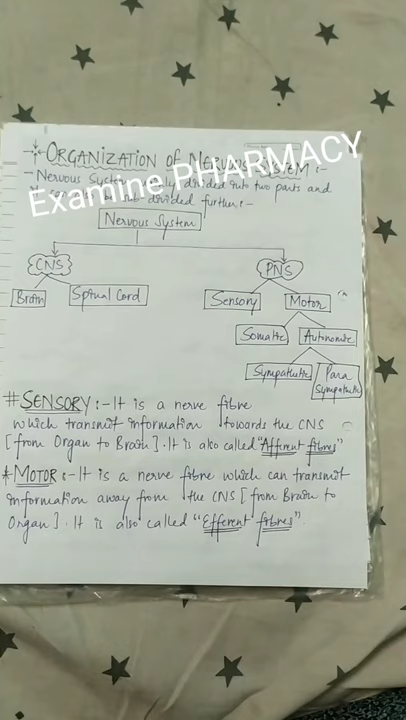 ORGANIZATION of NERVOUS SYSTEM :-
Examine PHARMACY
- Nervous System divided into two parts and
divided further :-
Nervous System
CNS PNS
Brain Spinal Cord Sensory Motor
Somatic Autonomic
Sympathetic Para
Sympathetic
# SENSORY :- It is a nerve fibre
which transmit information towards the CNS
[from Organ to Brain]. It is also called "Afferent fibres"
* MOTOR :- It is a nerve fibre which can transmit
information away from the CNS [from Brain to
Organ]. It is also called "Efferent fibres".